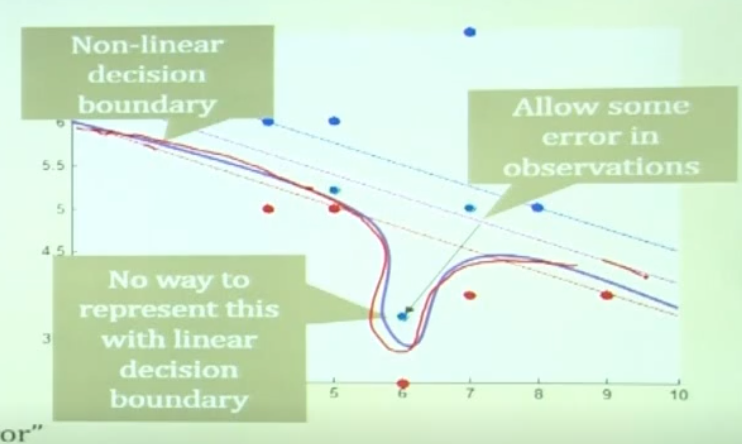 Non-linear
decision
boundary
Allow some
error in
observations
6
5.5
5
4.5
No way to
represent this
with linear
decision
boundary
3
5
6
7
8
9
10
or"